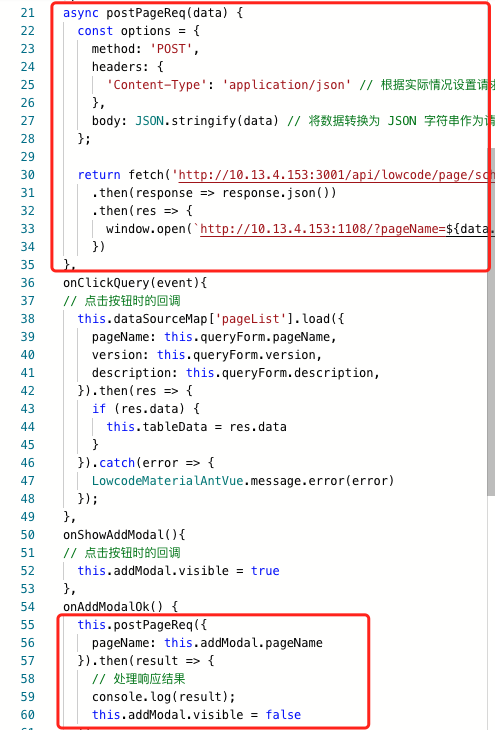 21 async postPageReq(data) {
22 const options = {
23 method: 'POST',
24 headers: {
25 'Content-Type': 'application/json' // 根据实际情况设置请
26 },
27 body: JSON.stringify(data) // 将数据转换为 JSON 字符串作为请
28 };
29
30 return fetch('http://10.13.4.153:3001/api/lowcode/page/sch
31 .then(response => response.json())
32 .then(res => {
33 window.open(`http://10.13.4.153:1108/?pageName=${data.
34 })
35 },
36 onClickQuery(event){
37 // 点击按钮时的回调
38 this.dataSourceMap['pageList'].load({
39 pageName: this.queryForm.pageName,
40 version: this.queryForm.version,
41 description: this.queryForm.description,
42 }).then(res => {
43 if (res.data) {
44 this.tableData = res.data
45 }
46 }).catch(error => {
47 LowcodeMaterialAntVue.message.error(error)
48 });
49 },
50 onShowAddModal(){
51 // 点击按钮时的回调
52 this.addModal.visible = true
53 },
54 onAddModalOk() {
55 this.postPageReq({
56 pageName: this.addModal.pageName
57 }).then(result => {
58 // 处理响应结果
59 console.log(result);
60 this.addModal.visible = false